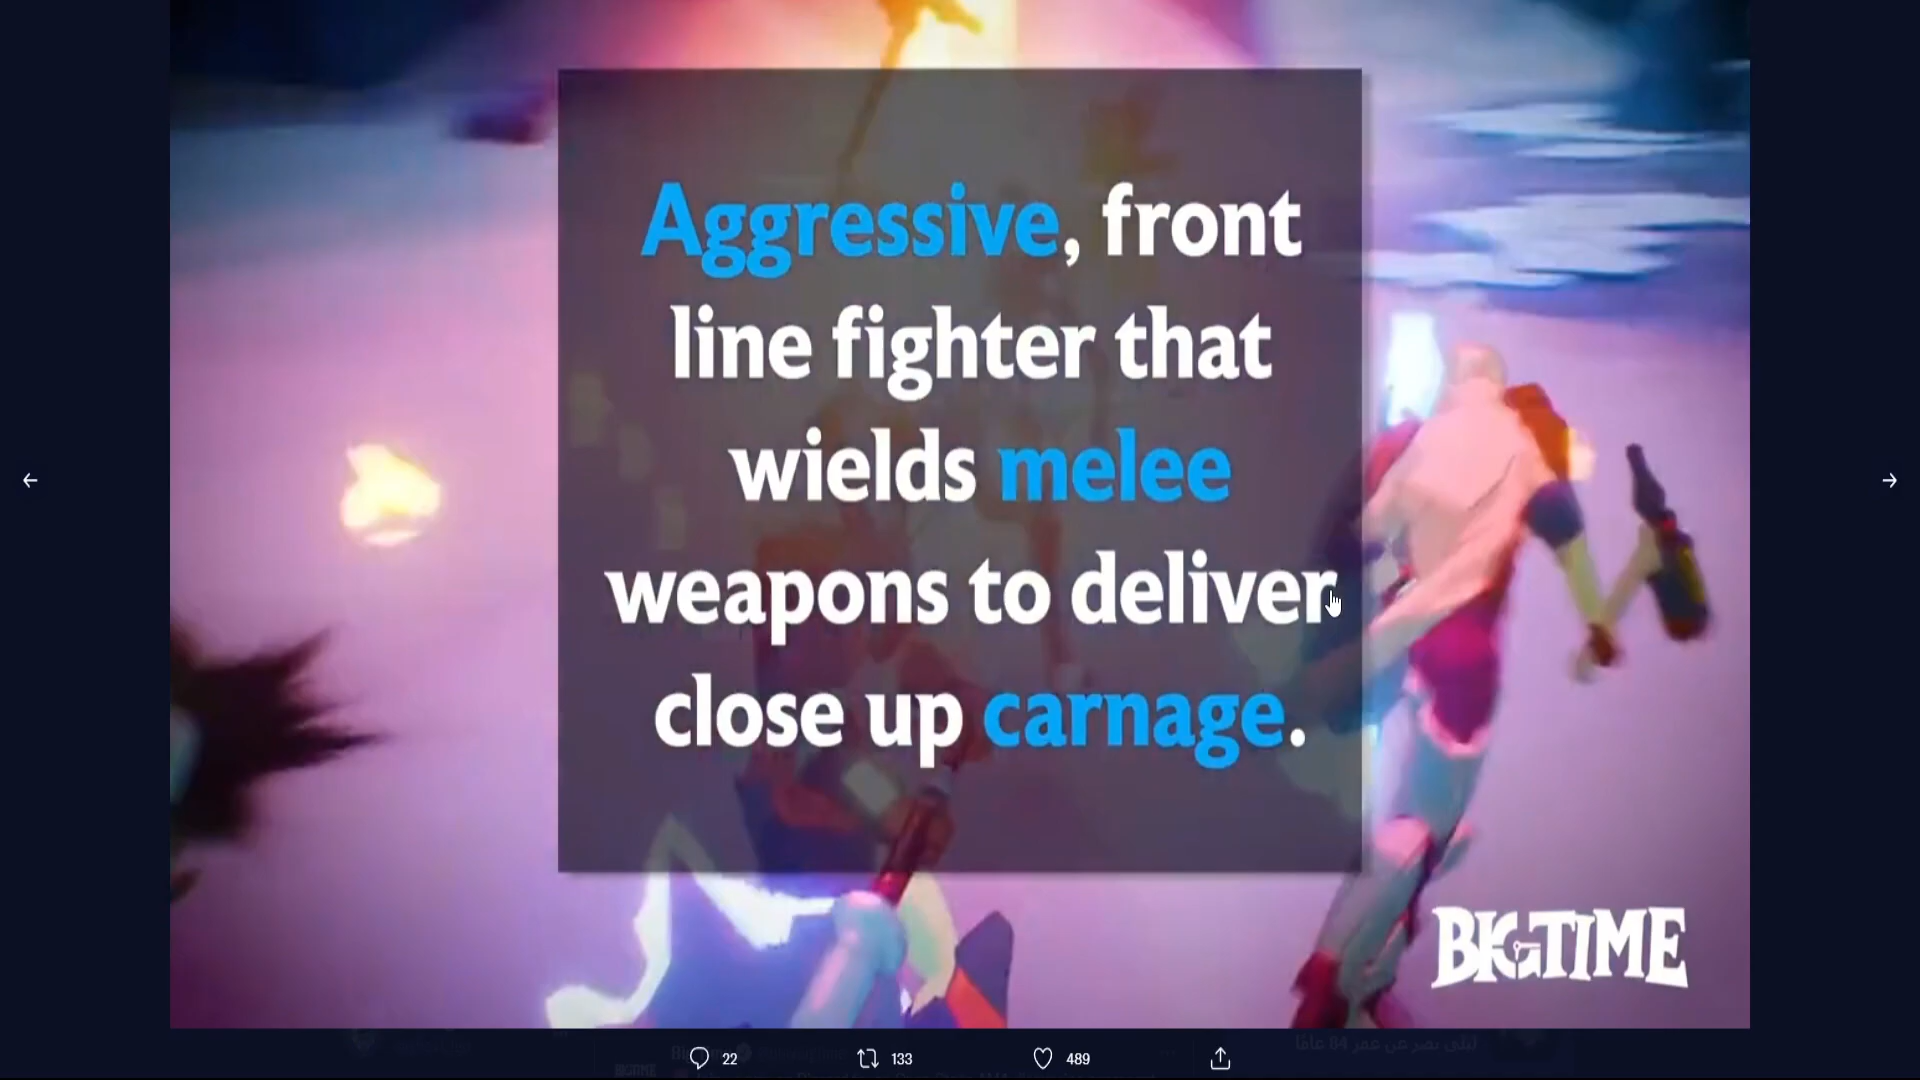 Aggressive, front
line fighter that
wields melee
weapons to deliver
close up carnage.
BIGTIME
22
133
489